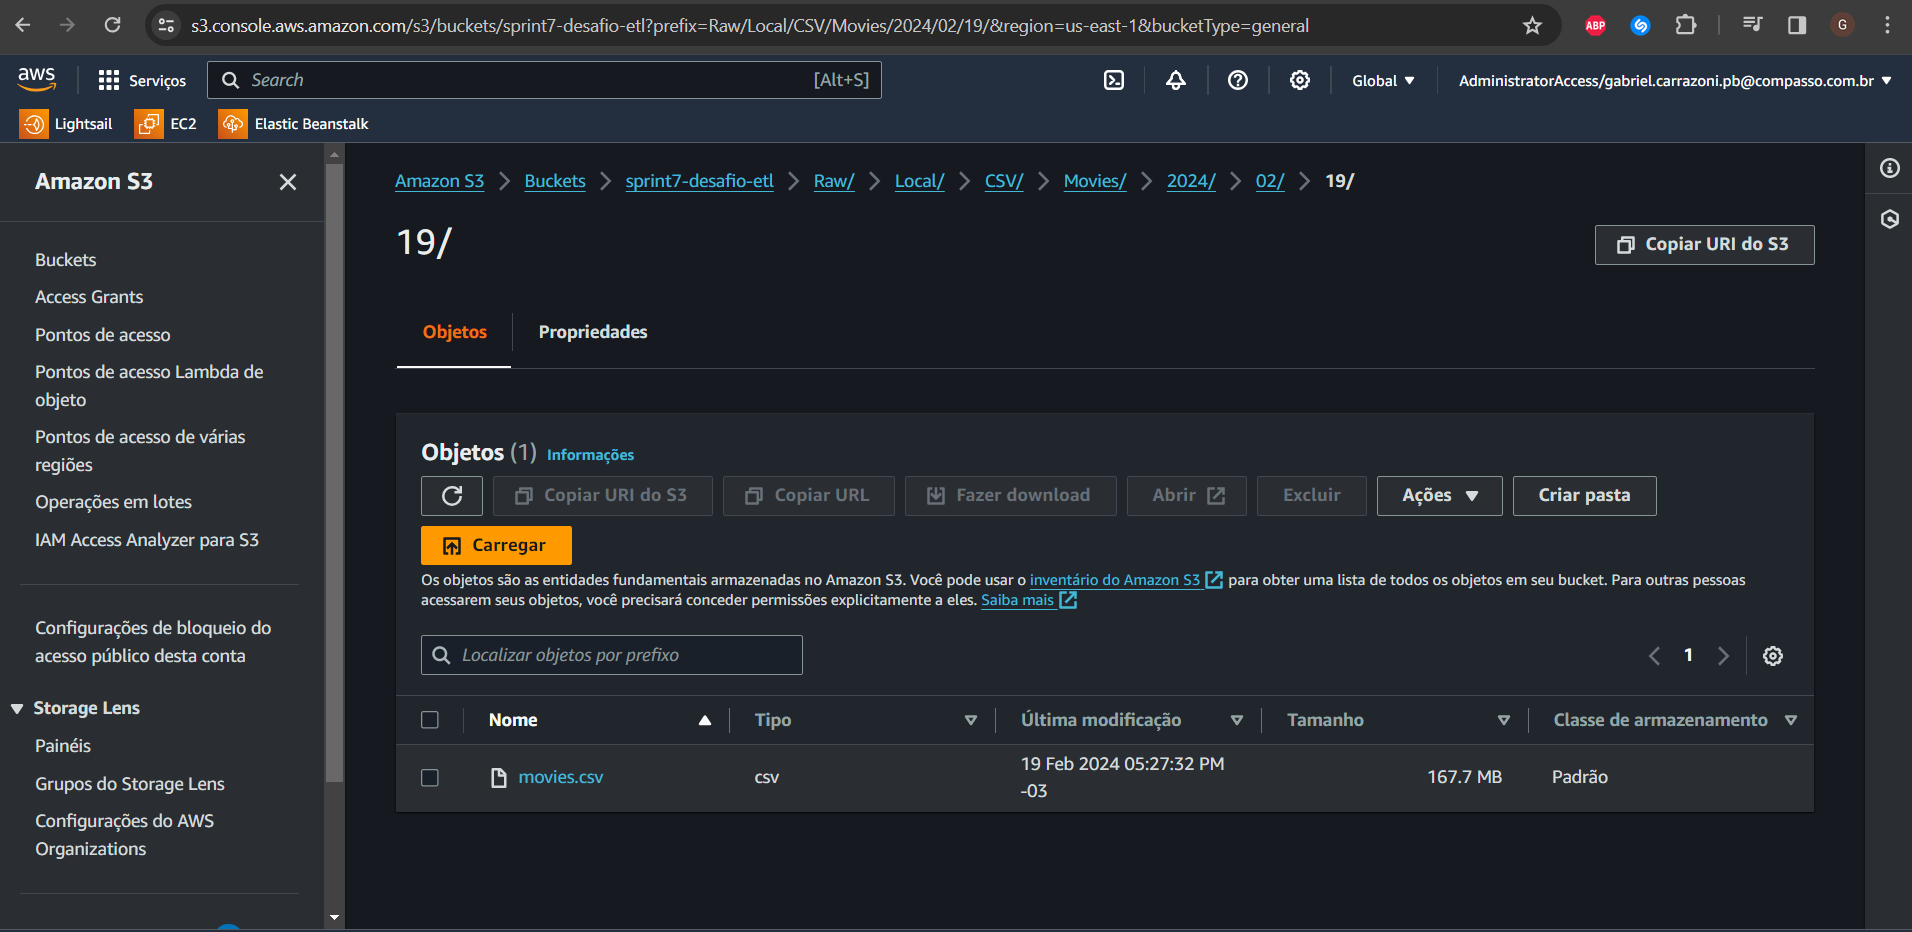 s3.console.aws.amazon.com/s3/buckets/sprint7-desafio-etl?prefix=Raw/Local/CSV/Movies/2024/02/19/&region=us-east-1&bucketType=general
ABP
G
aws
Serviços
Search
[Alt+S]
Global
AdministratorAccess/gabriel.carrazoni.pb@compasso.com.br
Lightsail
EC2
Elastic Beanstalk
Amazon S3
Buckets
Access Grants
Pontos de acesso
Pontos de acesso Lambda de
objeto
Pontos de acesso de várias
regiões
Operações em lotes
IAM Access Analyzer para S3
Configurações de bloqueio do
acesso público desta conta
Storage Lens
Painéis
Grupos do Storage Lens
Configurações do AWS
Organizations
Amazon S3 > Buckets > sprint7-desafio-etl > Raw/ > Local/ > CSV/ > Movies/ > 2024/ > 02/ > 19/
19/
Copiar URI do S3
Objetos
Propriedades
Objetos (1) Informações
Copiar URI do S3
Copiar URL
Fazer download
Abrir
Excluir
Ações
Criar pasta
Carregar
Os objetos são as entidades fundamentais armazenadas no Amazon S3. Você pode usar o inventário do Amazon S3 para obter uma lista de todos os objetos em seu bucket. Para outras pessoas
acessarem seus objetos, você precisará conceder permissões explicitamente a eles. Saiba mais
Localizar objetos por prefixo
1
Nome
Tipo
Última modificação
Tamanho
Classe de armazenamento
movies.csv
csv
19 Feb 2024 05:27:32 PM
-03
167.7 MB
Padrão